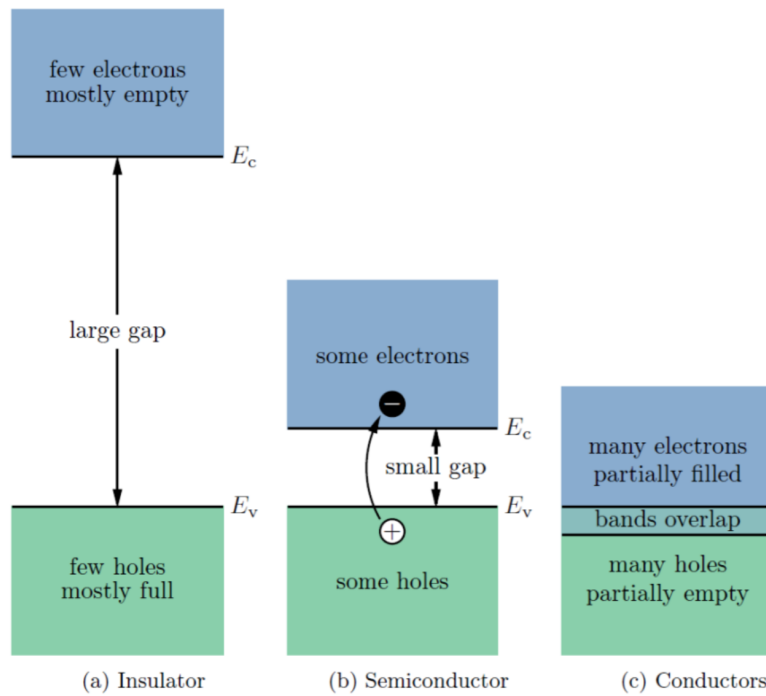 few electrons
mostly empty
E_c
large gap
E_v
few holes
mostly full
(a) Insulator
some electrons
−
E_c
small gap
E_v
+
some holes
(b) Semiconductor
many electrons
partially filled
bands overlap
many holes
partially empty
(c) Conductors